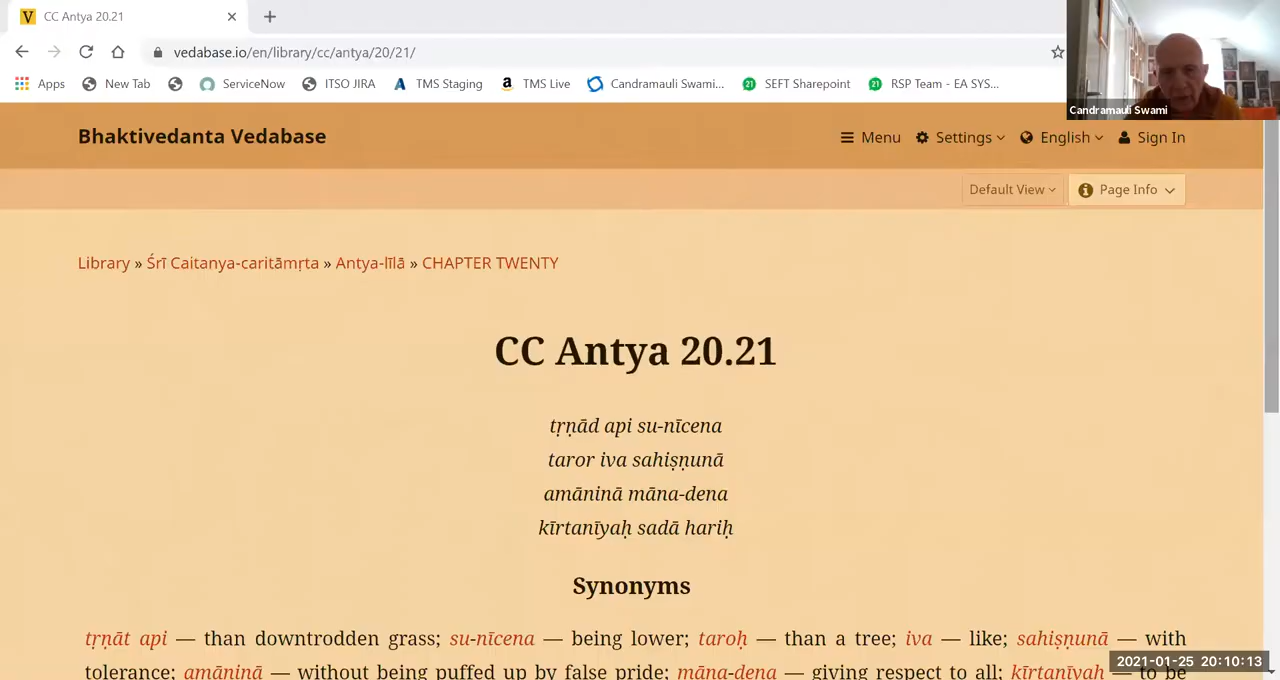 CC Antya 20.21
vedabase.io/en/library/cc/antya/20/21/
Apps New Tab ServiceNow ITSO JIRA TMS Staging TMS Live Candramauli Swami... SEFT Sharepoint RSP Team - EA SYS...
Candramauli Swami
Bhaktivedanta Vedabase
Menu Settings English Sign In
Default View Page Info
Library » Śrī Caitanya-caritāmṛta » Antya-līlā » CHAPTER TWENTY
CC Antya 20.21
tṛṇād api su-nīcena
taror iva sahiṣṇunā
amāninā māna-dena
kīrtanīyaḥ sadā hariḥ
Synonyms
tṛṇāt api — than downtrodden grass; su-nīcena — being lower; taroḥ — than a tree; iva — like; sahiṣṇunā — with
tolerance; amāninā — without being puffed up by false pride; māna-dena — giving respect to all; kīrtanīyaḥ — to be
2021-01-25 20:10:13